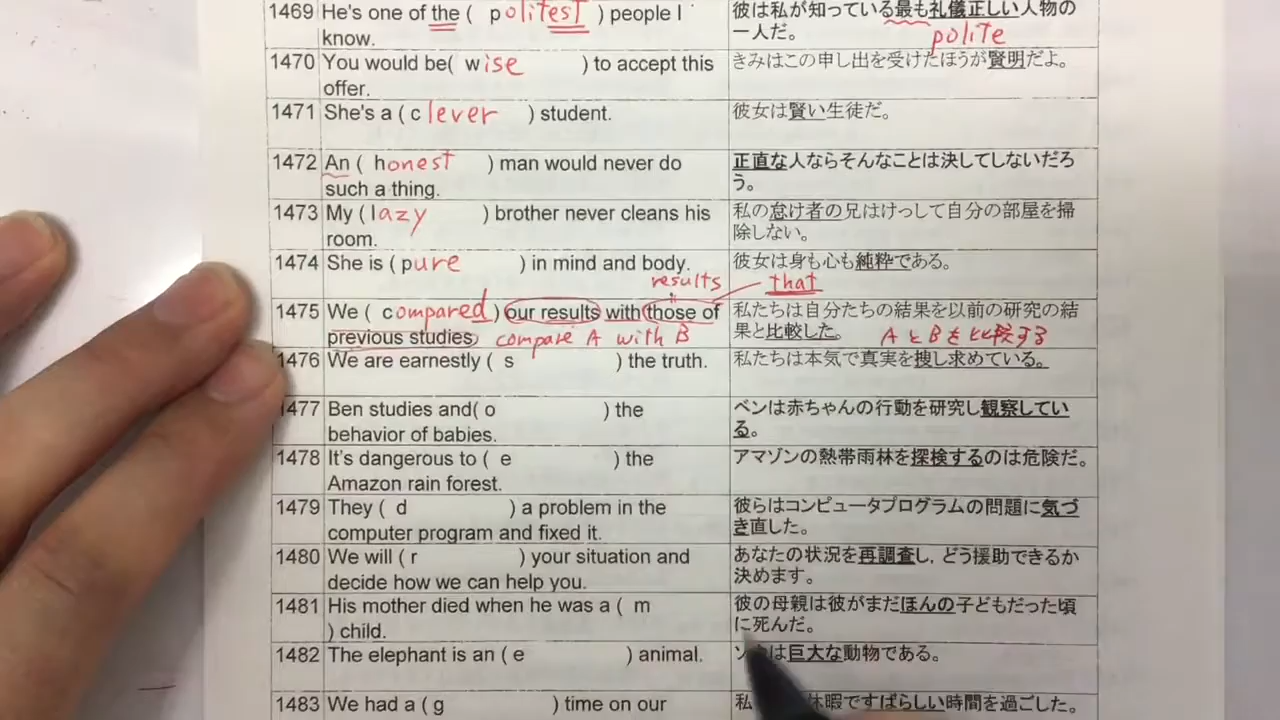 1469 He's one of the ( politest ) people I know. 彼は私が知っている最も礼儀正しい人物の一人だ。
polite
1470 You would be( wise ) to accept this offer. きみはこの申し出を受けたほうが賢明だよ。
1471 She's a ( clever ) student. 彼女は賢い生徒だ。
1472 An ( honest ) man would never do such a thing. 正直な人ならそんなことは決してしないだろう。
1473 My ( lazy ) brother never cleans his room. 私の怠け者の兄はけっして自分の部屋を掃除しない。
1474 She is ( pure ) in mind and body. 彼女は身も心も純粋である。
results that
1475 We ( compared ) our results with those of previous studies. 私たちは自分たちの結果を以前の研究の結果と比較した。
compare A with B AとBを比較する
1476 We are earnestly ( s ) the truth. 私たちは本気で真実を捜し求めている。
1477 Ben studies and( o ) the behavior of babies. ベンは赤ちゃんの行動を研究し観察している。
1478 It's dangerous to ( e ) the Amazon rain forest. アマゾンの熱帯雨林を探検するのは危険だ。
1479 They ( d ) a problem in the computer program and fixed it. 彼らはコンピュータプログラムの問題に気づき直した。
1480 We will ( r ) your situation and decide how we can help you. あなたの状況を再調査し,どう援助できるか決めます。
1481 His mother died when he was a ( m ) child. 彼の母親は彼がまだほんの子どもだった頃に死んだ。
1482 The elephant is an ( e ) animal. は巨大な動物である。
1483 We had a ( g ) time on our 休暇ですばらしい時間を過ごした。